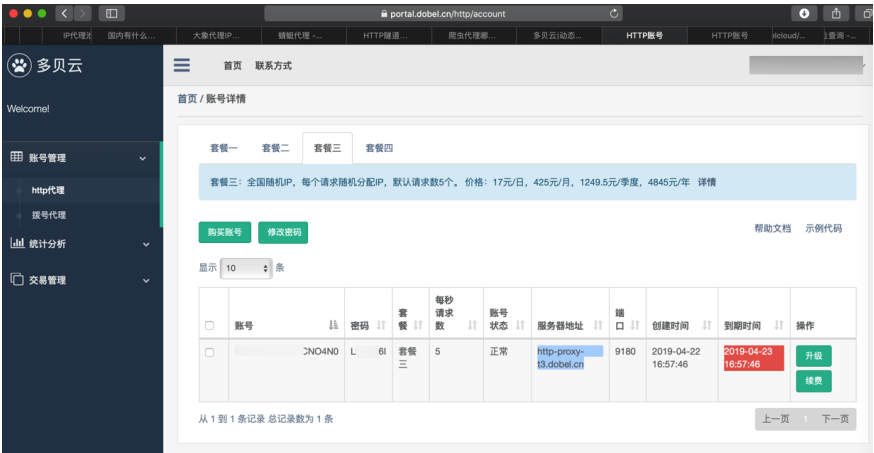 portal.dobel.cn/http/account
IP代理池
国内有什么...
大象代理IP...
蜻蜓代理 -...
HTTP隧道...
爬虫代理哪...
多贝云|动态...
HTTP账号
HTTP账号
查询 -...
多贝云
首页 联系方式
Welcome!
首页 / 账号详情
账号管理
http代理
拨号代理
统计分析
交易管理
套餐一 套餐二 套餐三 套餐四
套餐三：全国随机IP，每个请求随机分配IP，默认请求数5个。 价格：17元/日，425元/月，1249.5元/季度，4845元/年 详情
购买账号 修改密码
帮助文档 示例代码
显示 10 条
账号
密码
套餐
每秒请求数
账号状态
服务器地址
端口
创建时间
到期时间
操作
CNO4N0
6l
套餐三
5
正常
http-proxy-
t3.dobel.cn
9180
2019-04-22
16:57:46
2019-04-23
16:57:46
升级
续费
从 1 到 1 条记录 总记录数为 1 条
上一页 1 下一页